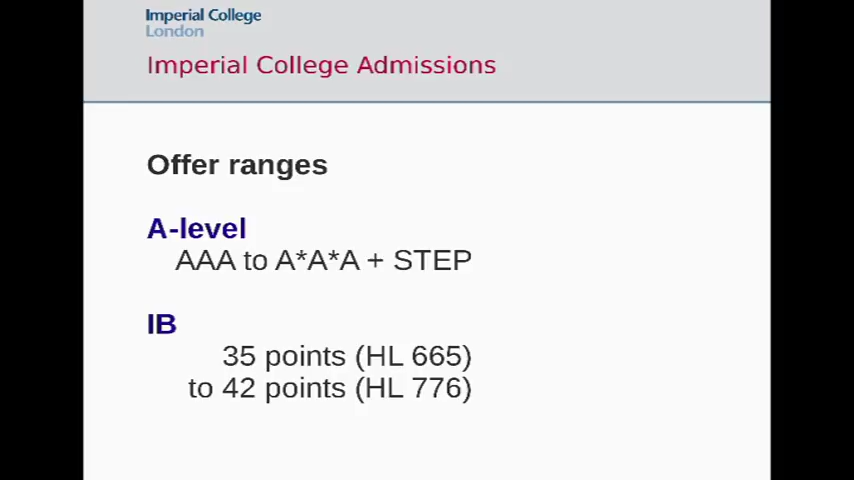 Imperial College
London
Imperial College Admissions
Offer ranges
A-level
AAA to A*A*A + STEP
IB
35 points (HL 665)
to 42 points (HL 776)